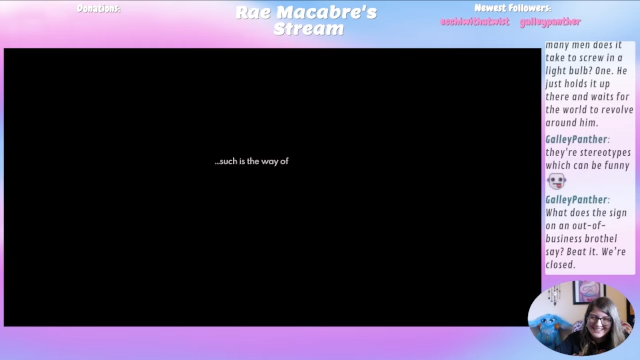 Donations:
Rae Macabre's
Stream
Newest Followers:
ecchiwithatwist galleypanther
many men does it
take to screw in a
light bulb? One. He
just holds it up
there and waits for
the world to revolve
around him.
GalleyPanther:
they're stereotypes
which can be funny
GalleyPanther:
What does the sign
on an out-of-
business brothel
say? Beat it. We're
closed.
...such is the way of